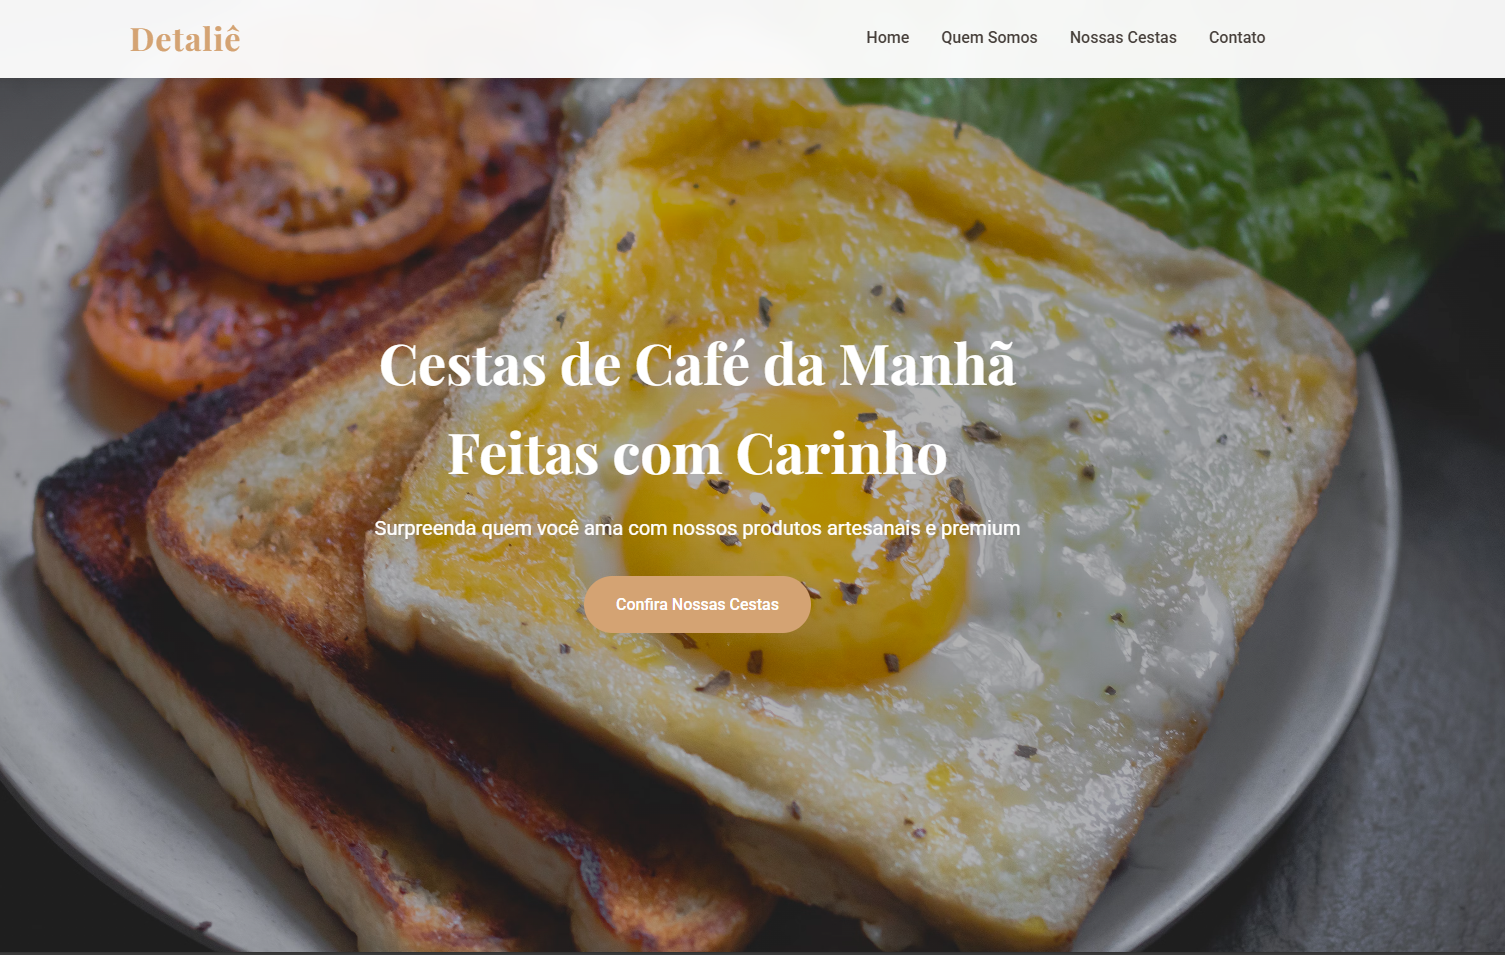 Detaliê
Home Quem Somos Nossas Cestas Contato
Cestas de Café da Manhã
Feitas com Carinho
Surpreenda quem você ama com nossos produtos artesanais e premium
Confira Nossas Cestas